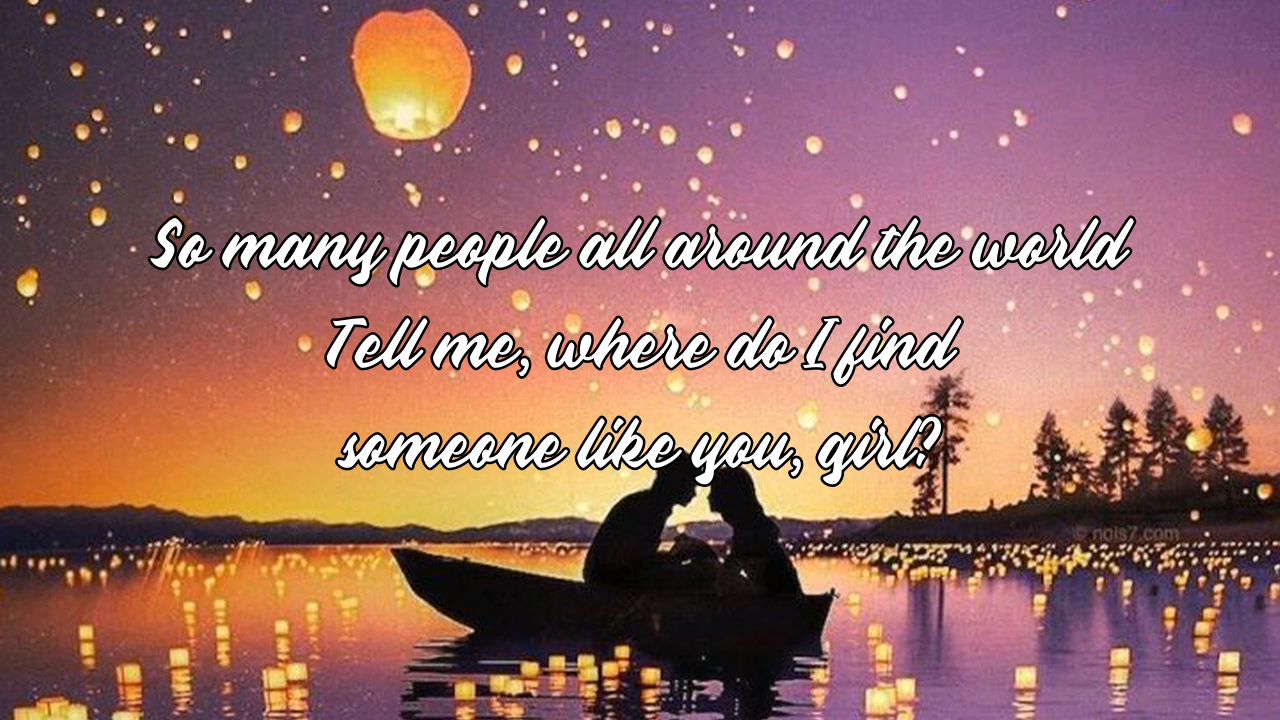 So many people all around the world
Tell me, where do I find
someone like you, girl?
© nois7.com